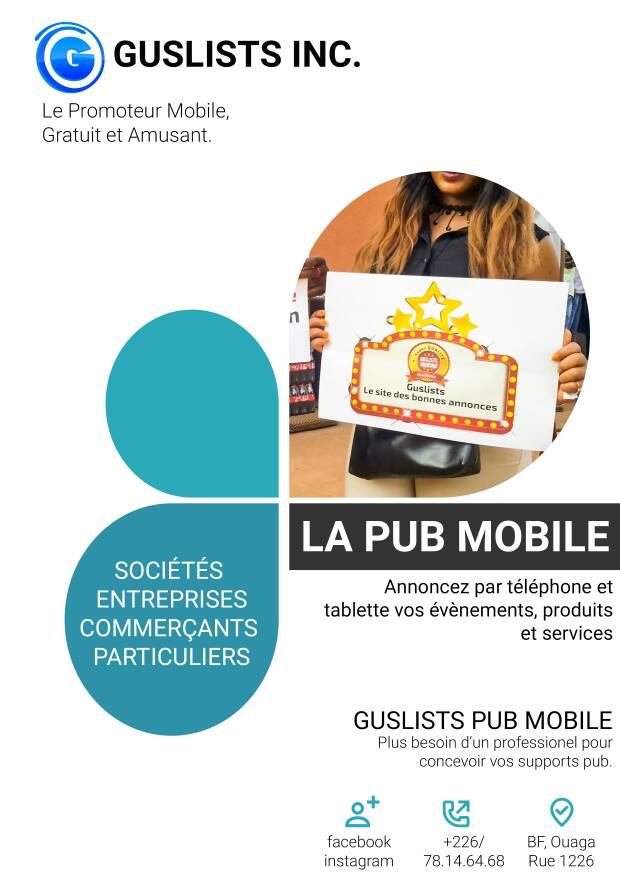 G
GUSLISTS INC.
Le Promoteur Mobile,
Gratuit et Amusant.
Guslists
Le site des bonnes annonces
LA PUB MOBILE
SOCIÉTÉS
ENTREPRISES
COMMERÇANTS
PARTICULIERS
Annoncez par téléphone et
tablette vos évènements, produits
et services
GUSLISTS PUB MOBILE
Plus besoin d'un professionel pour
concevoir vos supports pub.
facebook
instagram
+226/
78.14.64.68
BF, Ouaga
Rue 1226